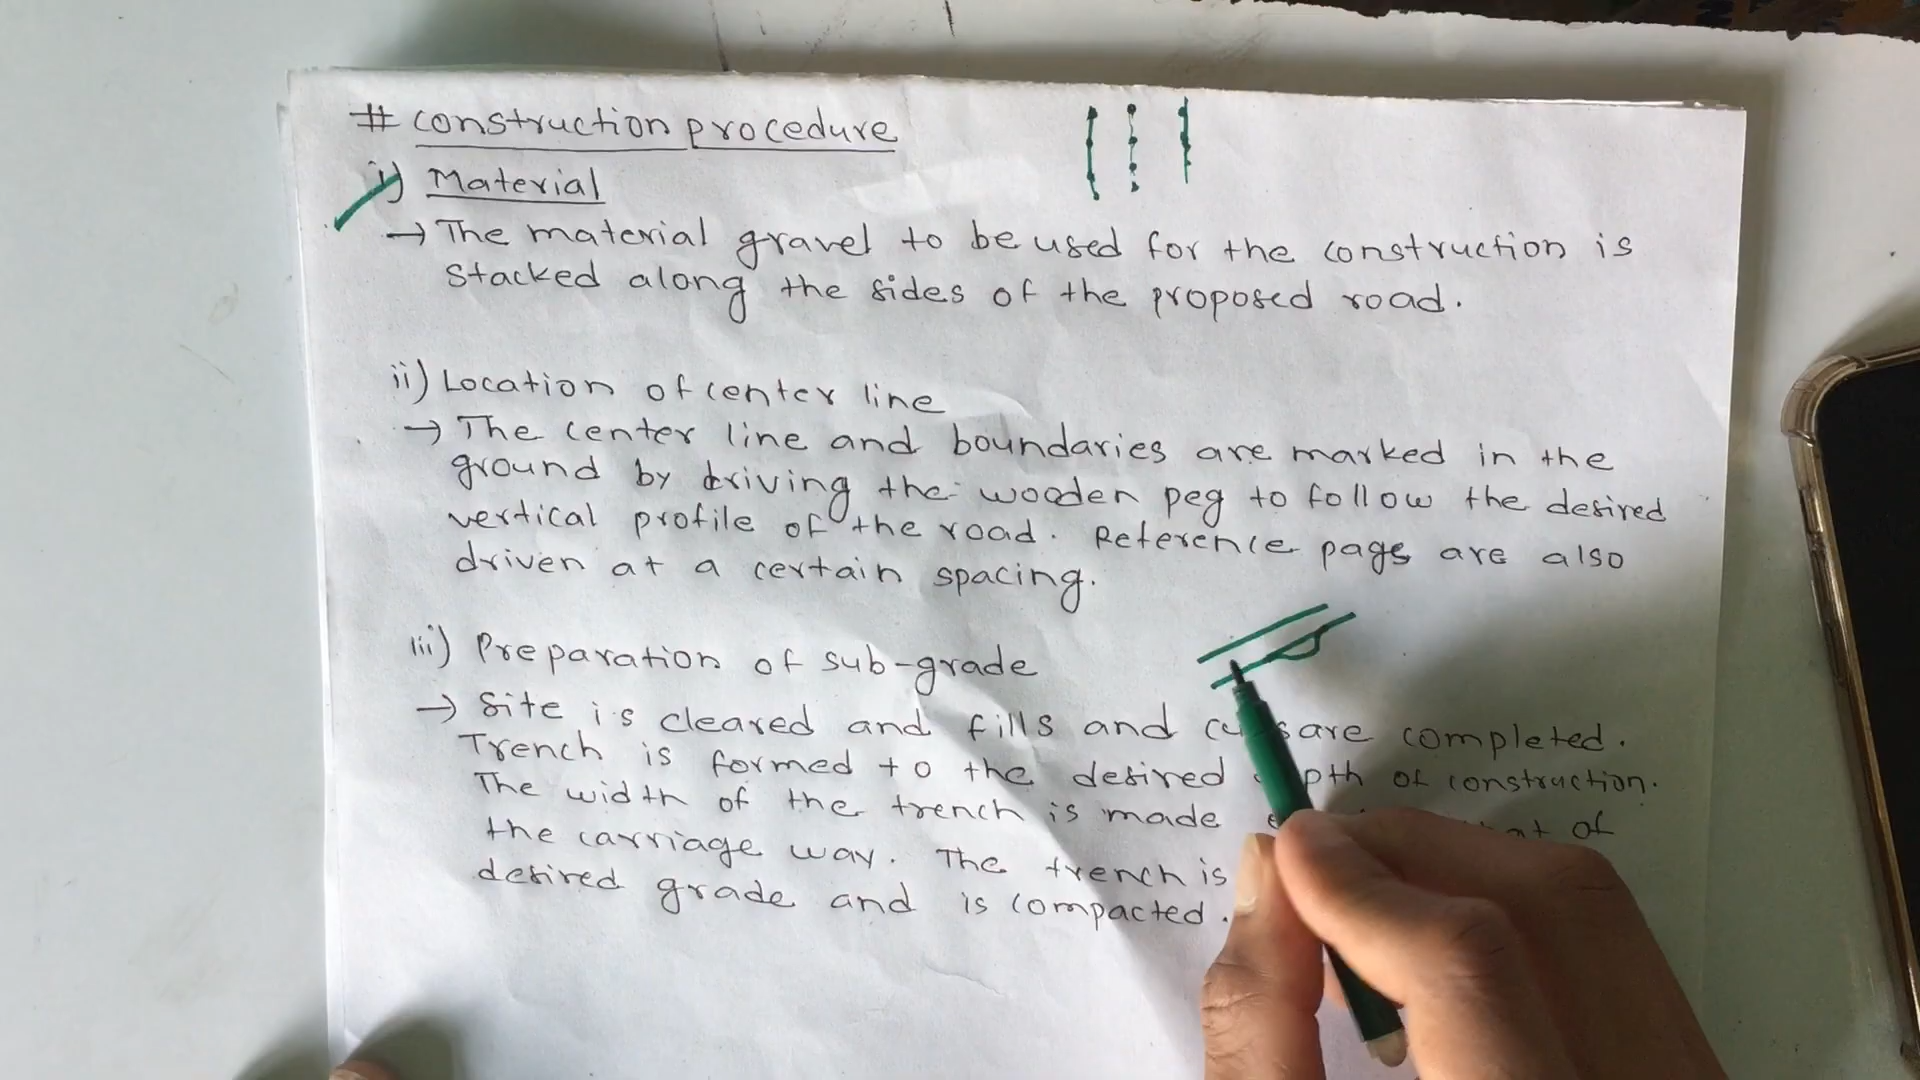 # construction procedure
i) Material
→ The material gravel to be used for the construction is
stacked along the sides of the proposed road.
ii) Location of center line
→ The center line and boundaries are marked in the
ground by driving the wooden peg to follow the desired
vertical profile of the road. Reference pags are also
driven at a certain spacing.
iii) Preparation of sub-grade
→ Site is cleared and fills and are completed.
Trench is formed to the desired of construction.
The width of the trench is made of
the carriage way. The trench is
desired grade and is compacted.